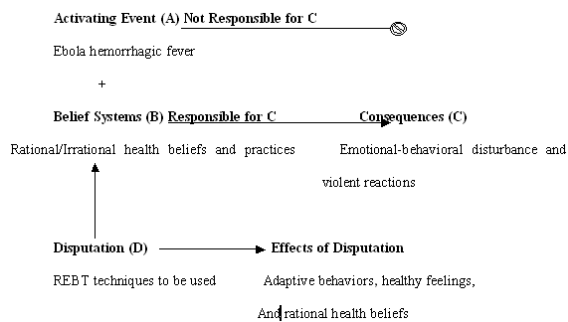 Activating Event (A) Not Responsible for C
Ebola hemorrhagic fever
+
Belief Systems (B) Responsible for C Consequences (C)
Rational/Irrational health beliefs and practices Emotional-behavioral disturbance and
violent reactions
Disputation (D) Effects of Disputation
REBT techniques to be used Adaptive behaviors, healthy feelings,
And rational health beliefs